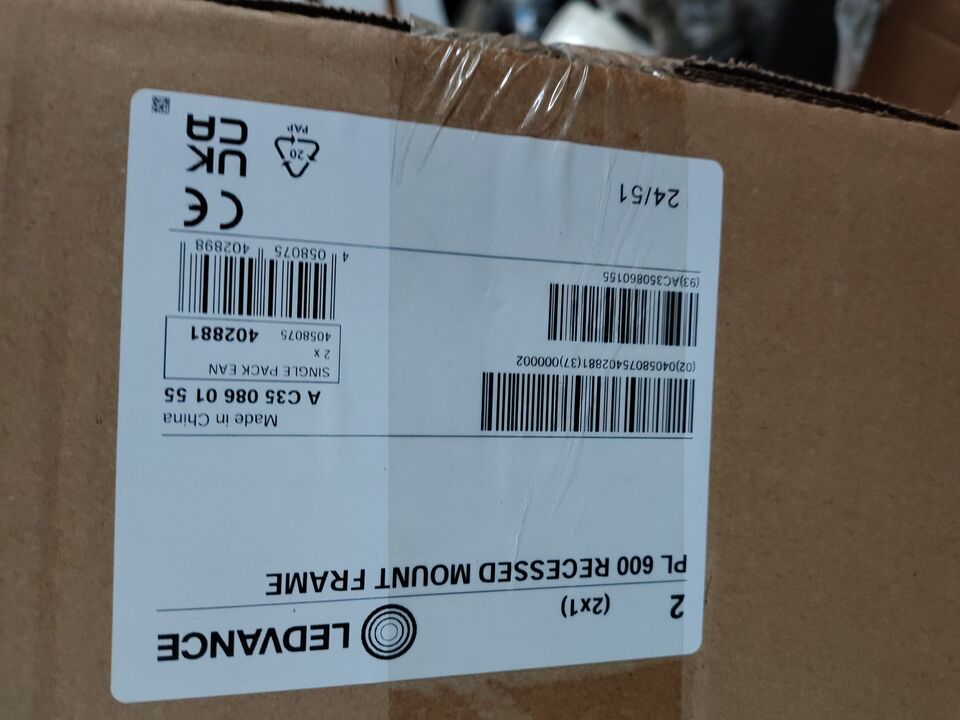 LEDVANCE
2 (2x1)
PL 600 RECESSED MOUNT FRAME
Made in China
A C35 086 01 55
SINGLE PACK EAN
2 x
4058075 402881
4 058075 402898
(02)04058075402881(37)000002
(93)AC350860155
24/51
CE
UK
CA
20
PAP